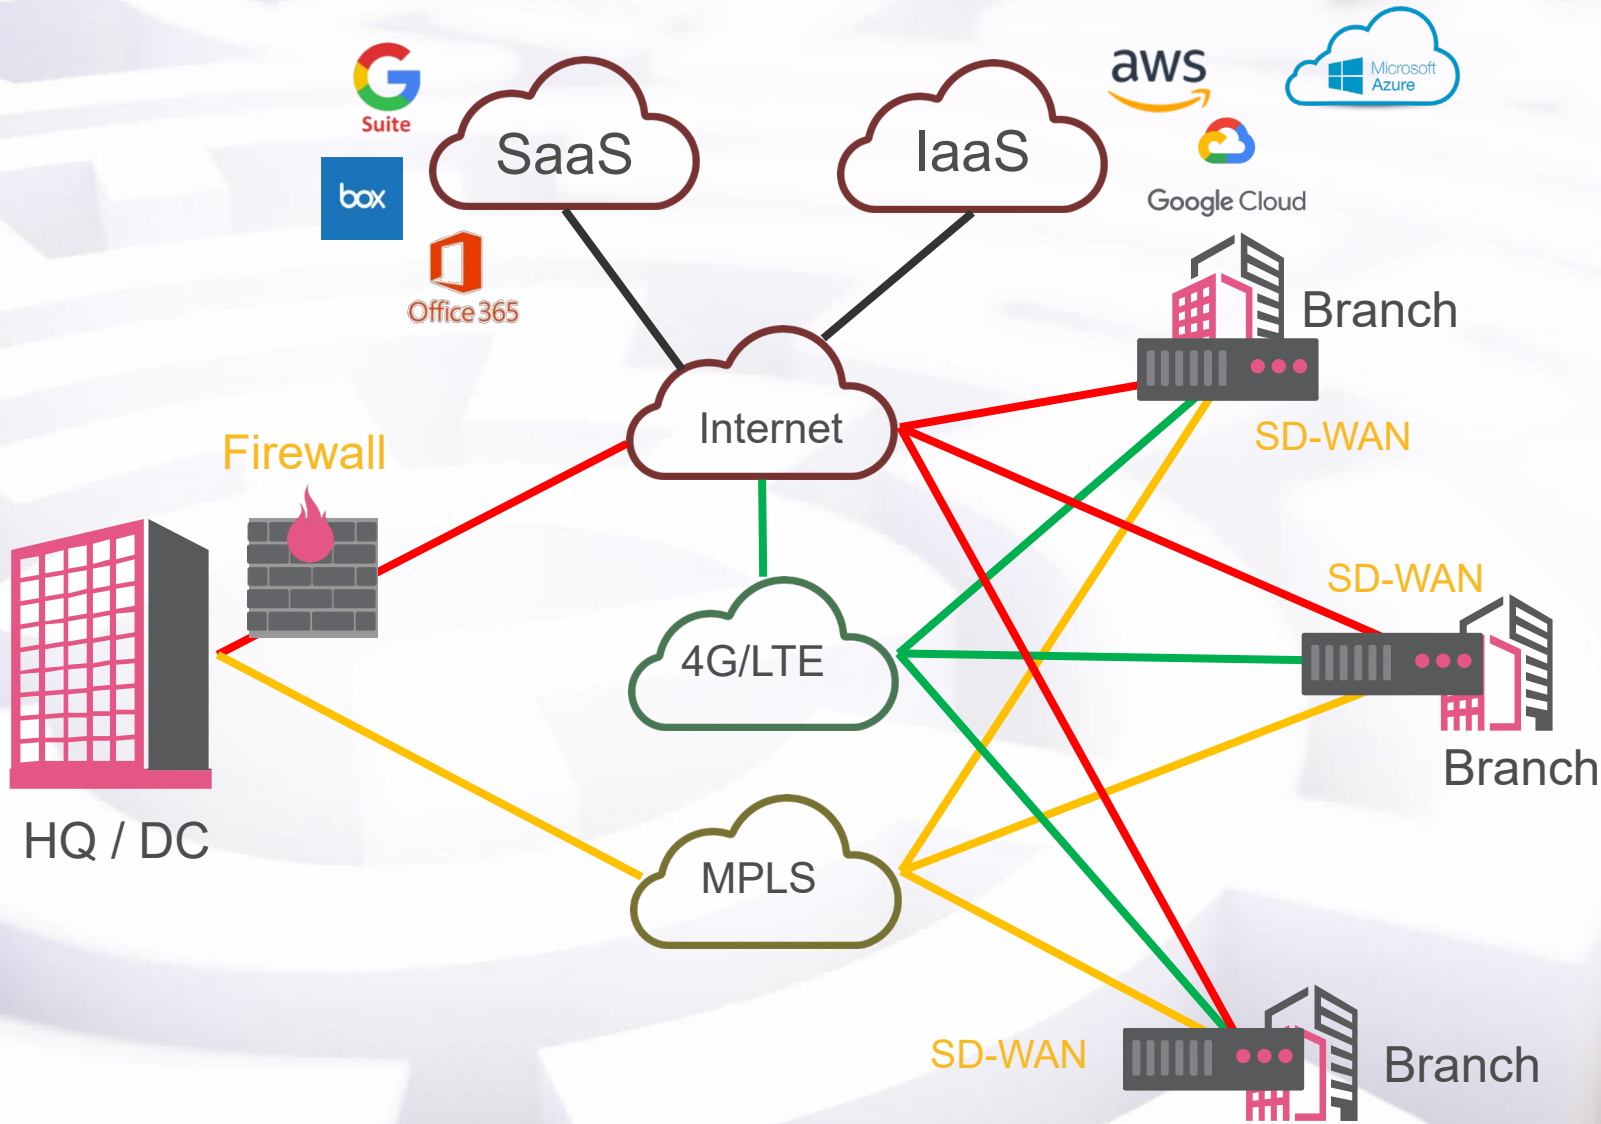 Suite
box
Office 365
SaaS
IaaS
aws
Microsoft
Azure
Google Cloud
Branch
SD-WAN
Internet
Firewall
SD-WAN
Branch
4G/LTE
HQ / DC
MPLS
SD-WAN
Branch